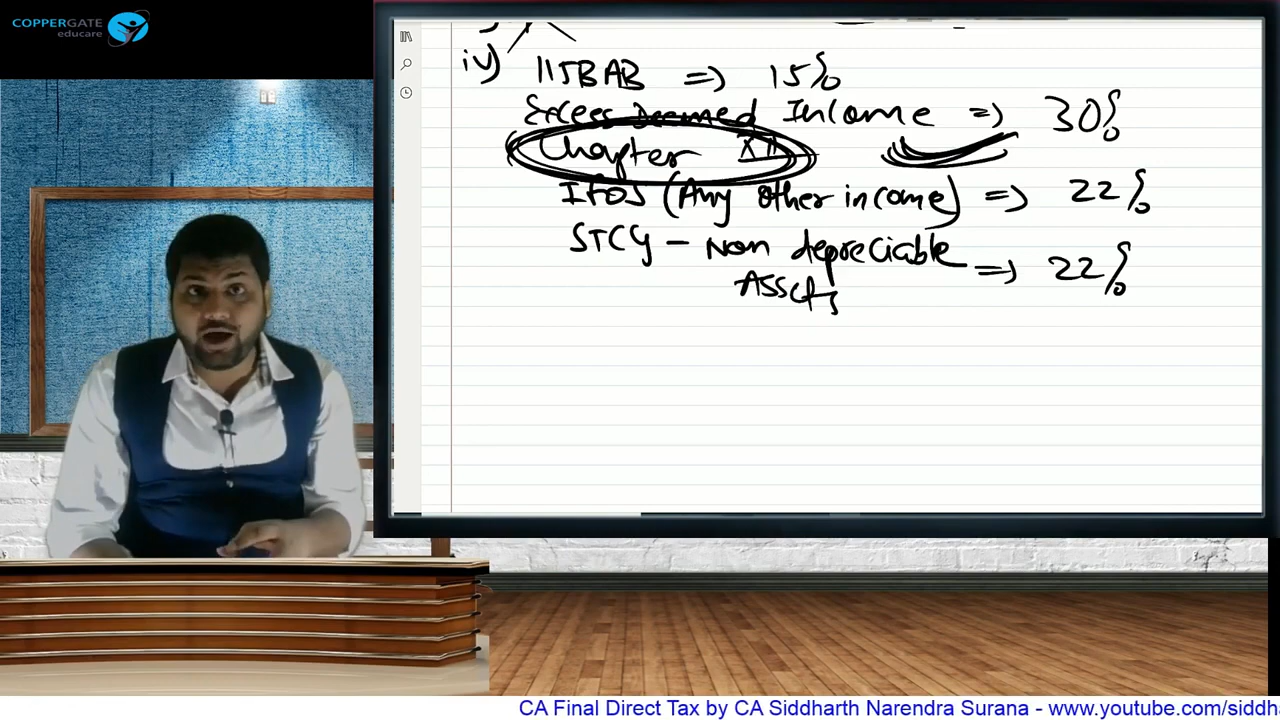 COPPERGATE
educare
iv) 115BAB => 15%
Excess Deemed Income => 30%
Chapter XII
IFOS (Any other income) => 22%
STCG - Non depreciable => 22%
Assets
CA Final Direct Tax by CA Siddharth Narendra Surana - www.youtube.com/siddh